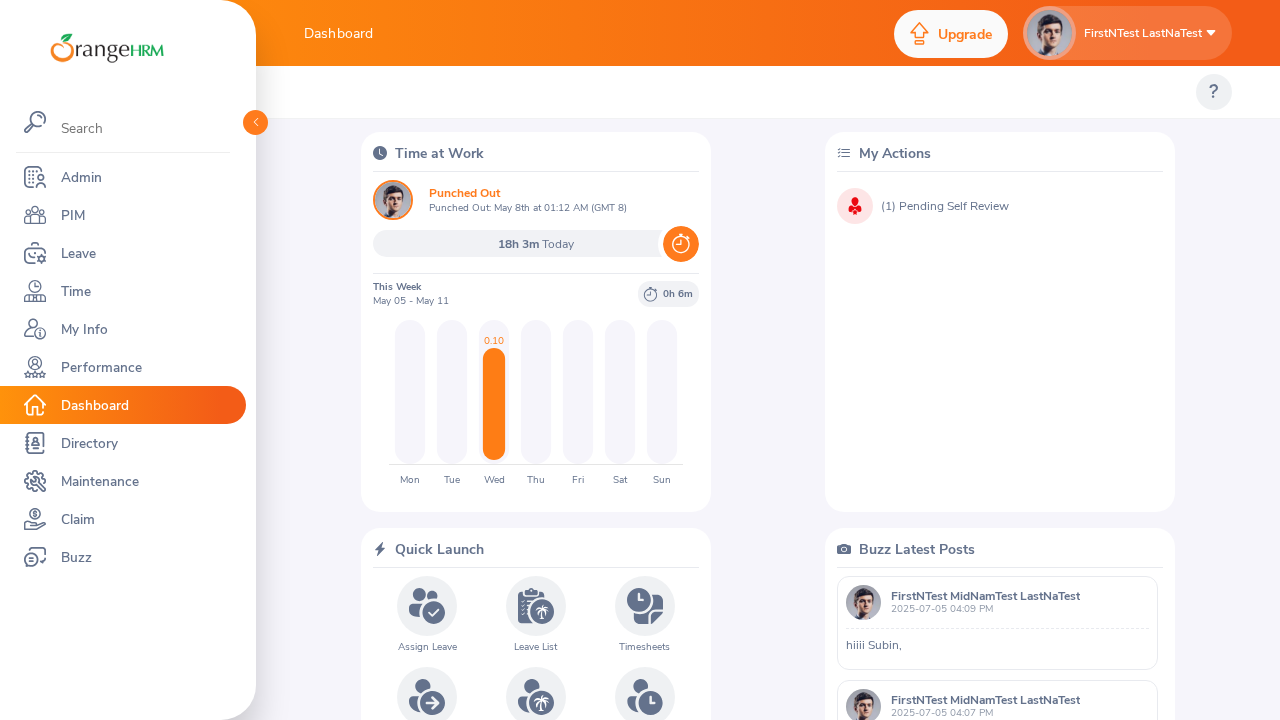 OrangeHRM
Dashboard
Upgrade
FirstNTest LastNaTest
?
Search
Admin
PIM
Leave
Time
My Info
Performance
Dashboard
Directory
Maintenance
Claim
Buzz
Time at Work
Punched Out
Punched Out: May 8th at 01:12 AM (GMT 8)
18h 3m Today
This Week
May 05 - May 11
0h 6m
0.10
Mon Tue Wed Thu Fri Sat Sun
My Actions
(1) Pending Self Review
Quick Launch
Assign Leave
Leave List
Timesheets
Buzz Latest Posts
FirstNTest MidNamTest LastNaTest
2025-07-05 04:09 PM
hiiii Subin,
FirstNTest MidNamTest LastNaTest
2025-07-05 04:07 PM